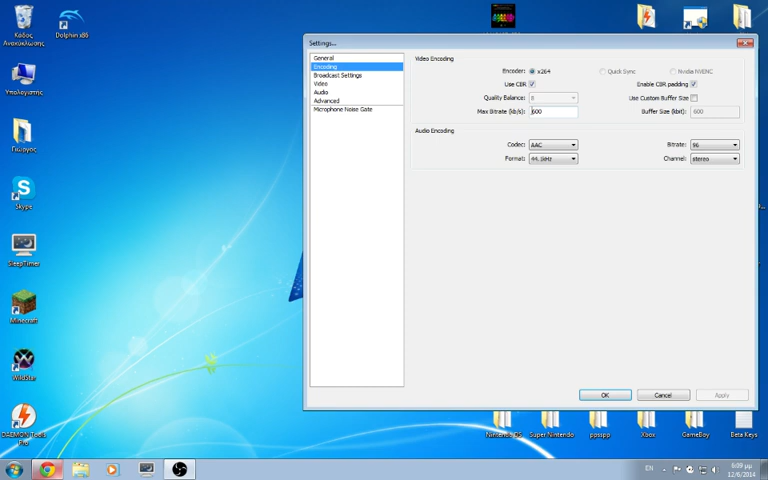 Κάδος
Ανακύκλωσης
Dolphin x86
Υπολογιστής
Γιώργος
Skype
SleepTimer
Minecraft
WildStar
DAEMON Tools
Pro
Settings...
General
Encoding
Broadcast Settings
Video
Audio
Advanced
Microphone Noise Gate
Video Encoding
Encoder: x264 Quick Sync Nvidia NVENC
Use CBR Enable CBR padding
Quality Balance: 8 Use Custom Buffer Size
Max Bitrate (kb/s): 600 Buffer Size (kbit): 600
Audio Encoding
Codec: AAC Bitrate: 96
Format: 44.1kHz Channel: stereo
OK Cancel Apply
Nintendo DS Super Nintendo ppsspp Xbox GameBoy Beta Keys
EN
6:09 μμ
12/6/2014